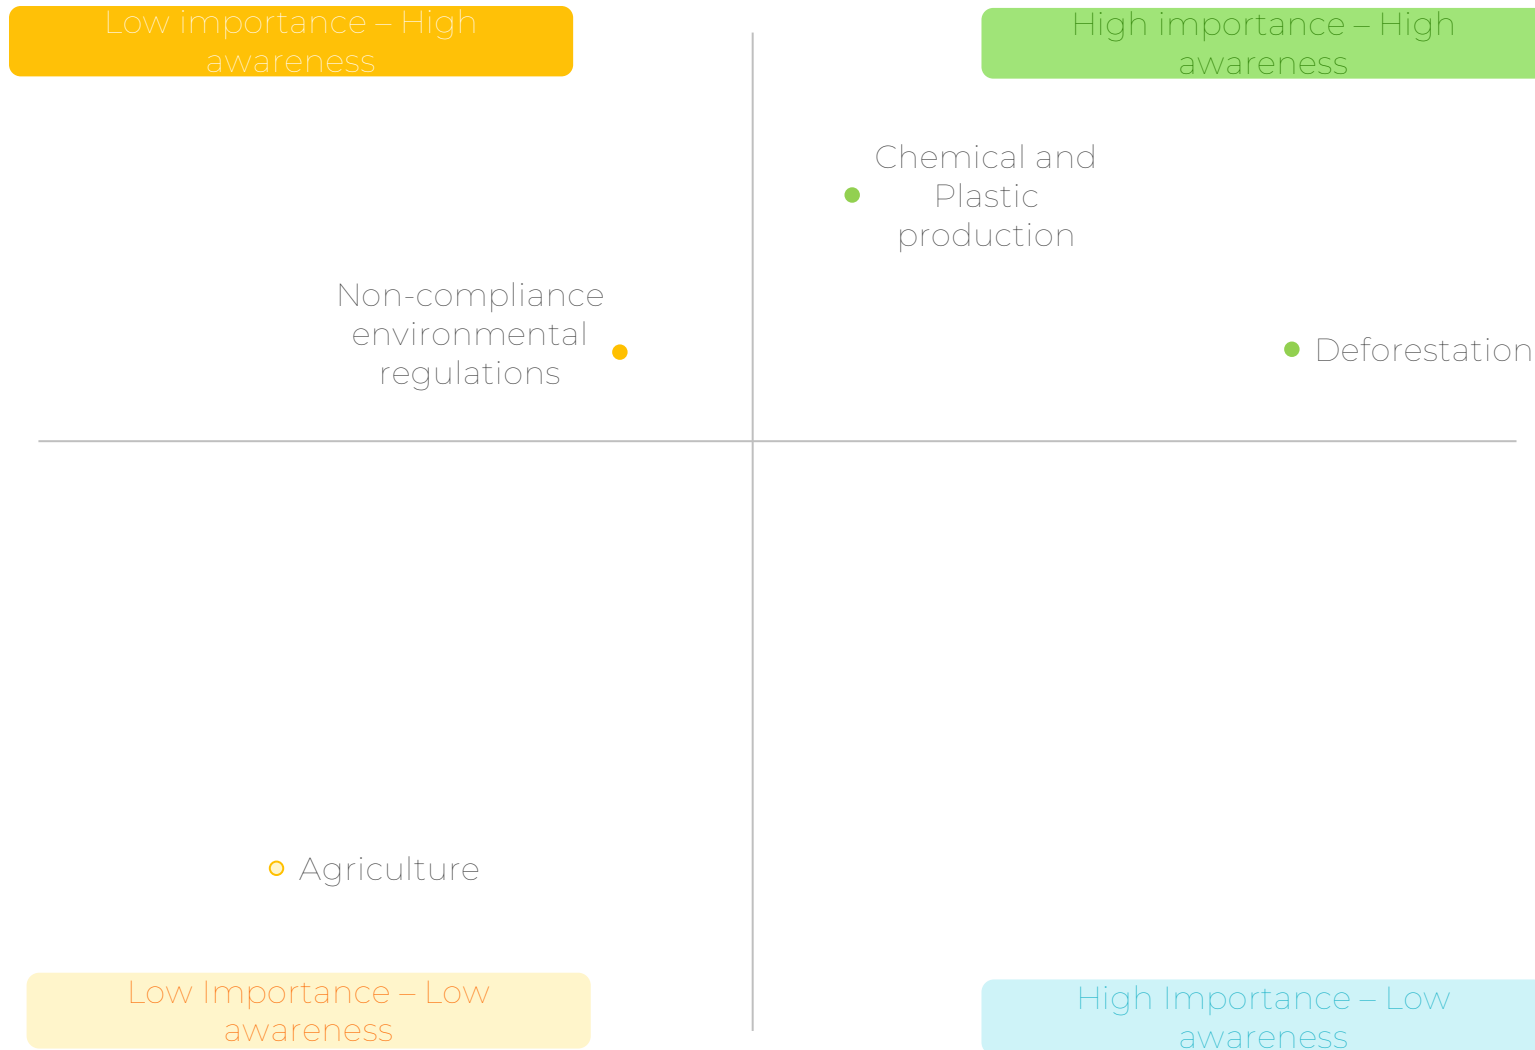 Low importance – High
awareness
High importance – High
awareness
Chemical and
Plastic
production
Non-compliance
environmental
regulations
Deforestation
Agriculture
Low Importance – Low
awareness
High Importance – Low
awareness